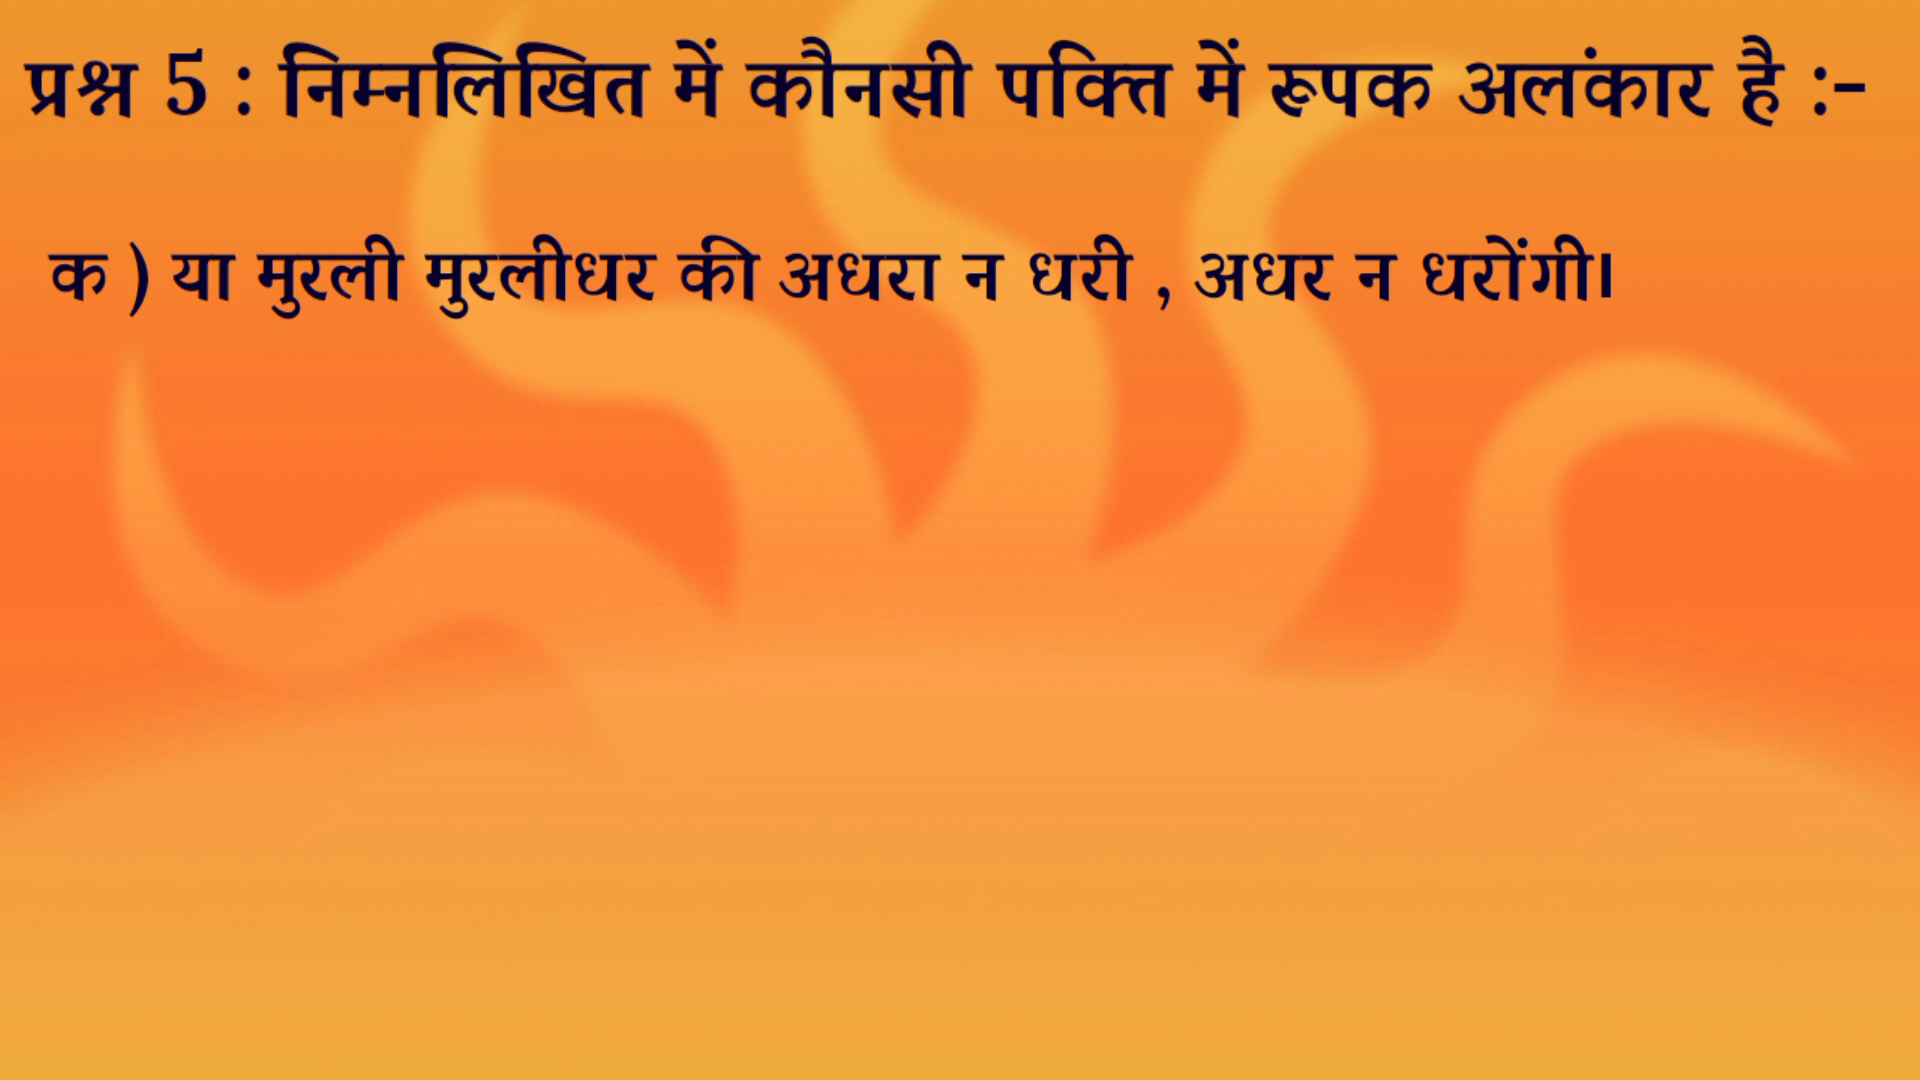 प्रश्न 5 : निम्नलिखित में कौनसी पक्ति में रूपक अलंकार है :-
क ) या मुरली मुरलीधर की अधरा न धरी , अधर न धरोंगी।